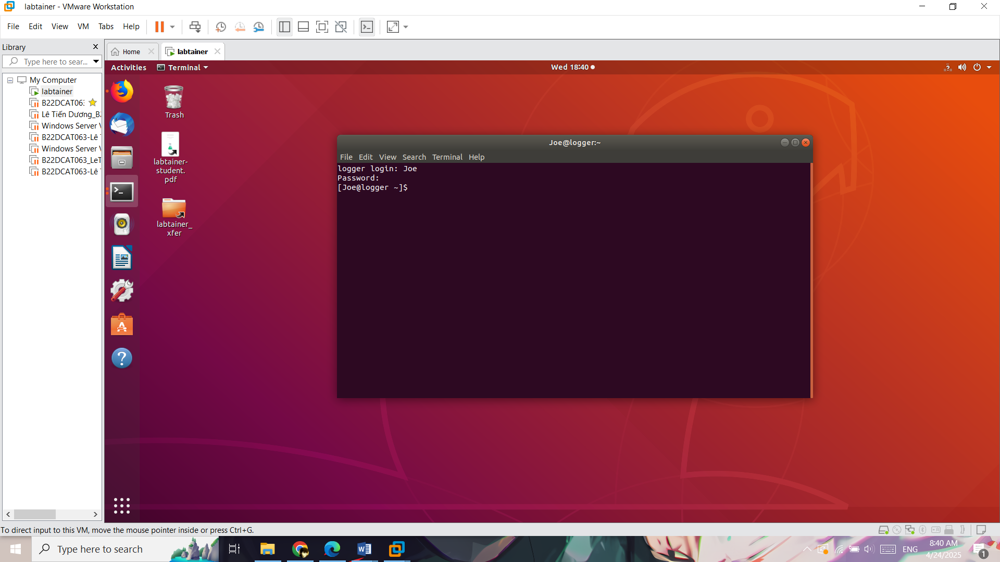 labtainer - VMware Workstation
File Edit View VM Tabs Help
Library
Type here to sear...
Home
labtainer
My Computer
labtainer
B22DCAT06
Lê Tiến Dương_B
Windows Server
B22DCAT063-Lê
Windows Server
B22DCAT063_LeT
B22DCAT063-Lê
Activities
Terminal
Wed 18:40
Trash
labtainer-
student.
pdf
labtainer_
xfer
Joe@logger:~
File Edit View Search Terminal Help
logger login: Joe
Password:
[Joe@logger ~]$
To direct input to this VM, move the mouse pointer inside or press Ctrl+G.
Type here to search
ENG
8:40 AM
4/24/2025
1